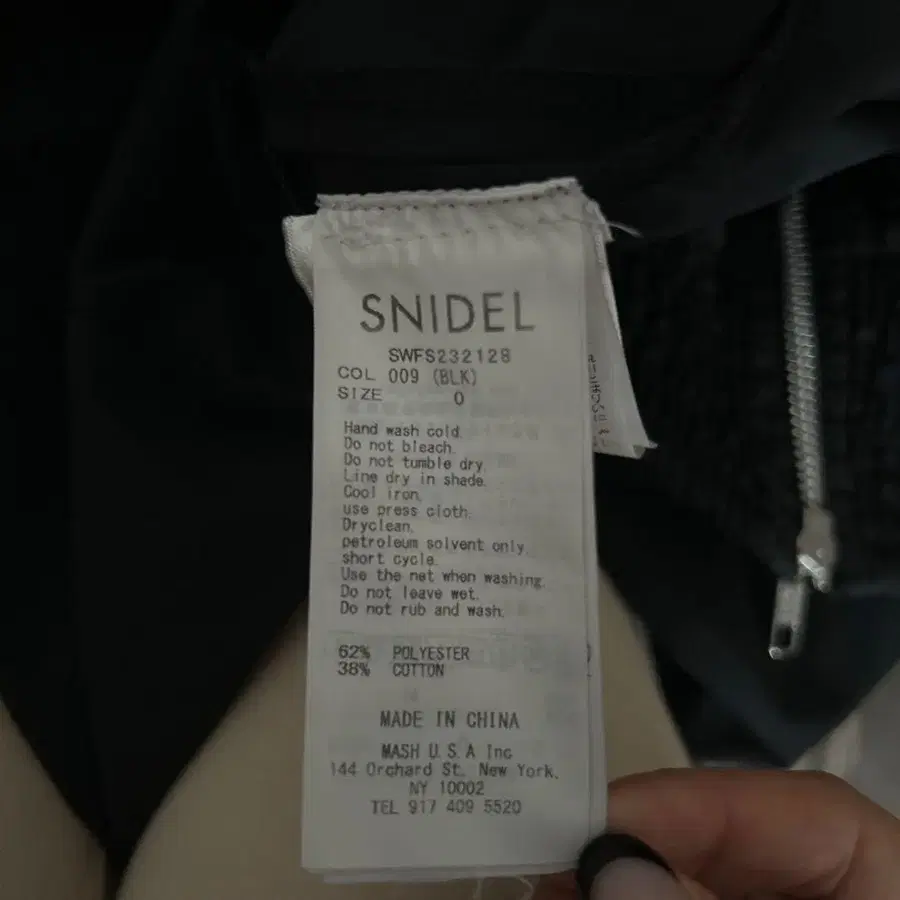 SNIDEL
SWFS232128
COL 009 (BLK)
SIZE 0
Hand wash cold.
Do not bleach.
Do not tumble dry.
Line dry in shade.
Cool iron,
use press cloth.
Dryclean,
petroleum solvent only,
short cycle.
Use the net when washing.
Do not leave wet.
Do not rub and wash.
62% POLYESTER
38% COTTON
MADE IN CHINA
MASH U.S.A Inc
144 Orchard St. New York,
NY 10002
TEL 917 409 5520